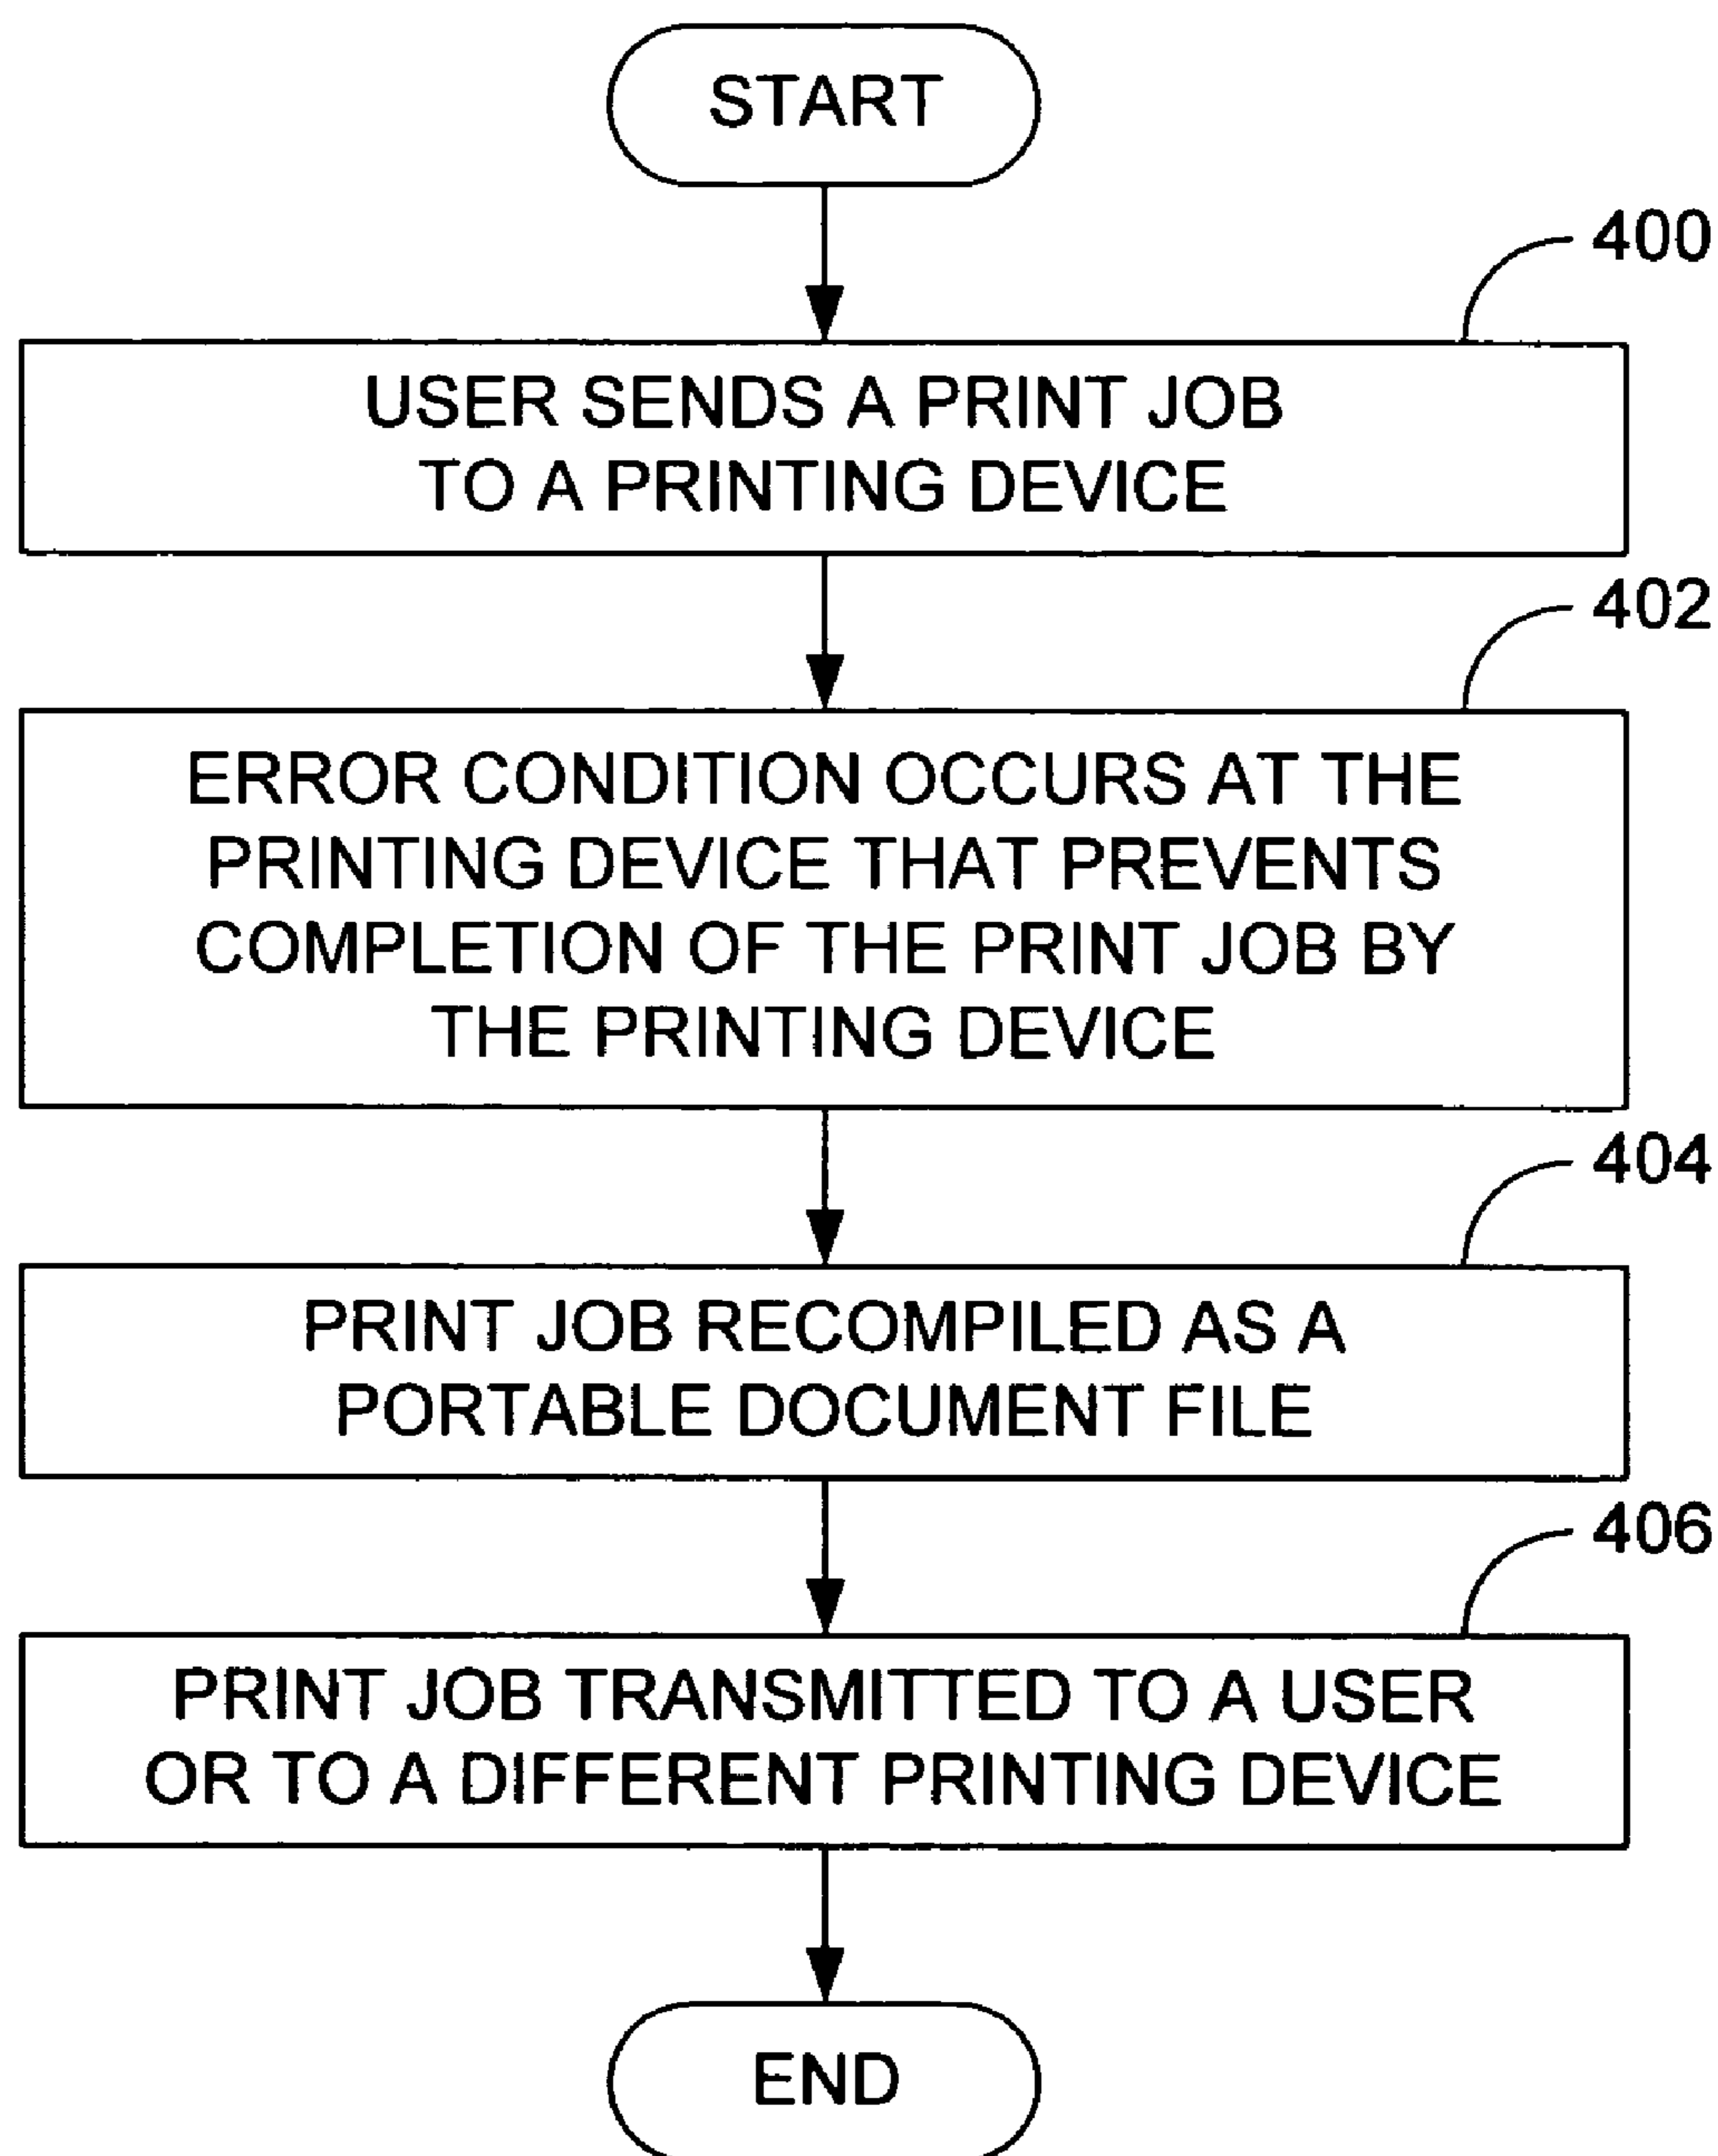 START
400
USER SENDS A PRINT JOB
TO A PRINTING DEVICE
402
ERROR CONDITION OCCURS AT THE
PRINTING DEVICE THAT PREVENTS
COMPLETION OF THE PRINT JOB BY
THE PRINTING DEVICE
404
PRINT JOB RECOMPILED AS A
PORTABLE DOCUMENT FILE
406
PRINT JOB TRANSMITTED TO A USER
OR TO A DIFFERENT PRINTING DEVICE
END